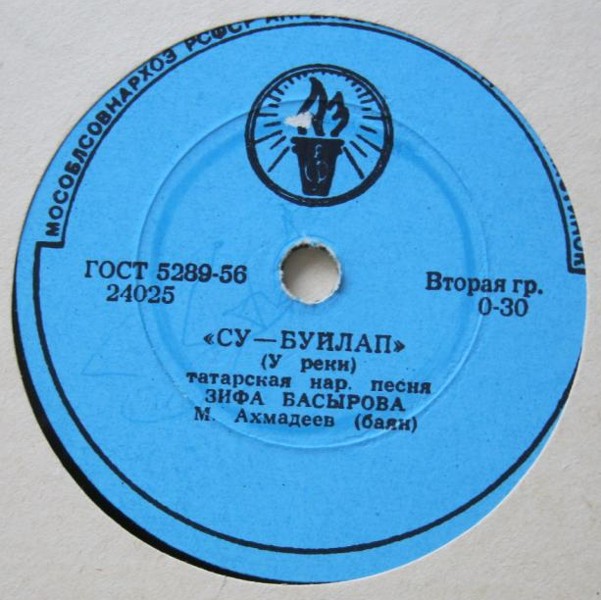 МОСОБЛСОВНАРХОЗ РСФСР
ЛЗ
ГОСТ 5289-56
24025
Вторая гр.
0-30
«СУ—БУЙЛАП»
(У реки)
татарская нар. песня
ЗИФА БАСЫРОВА
М. Ахмадеев (баян)